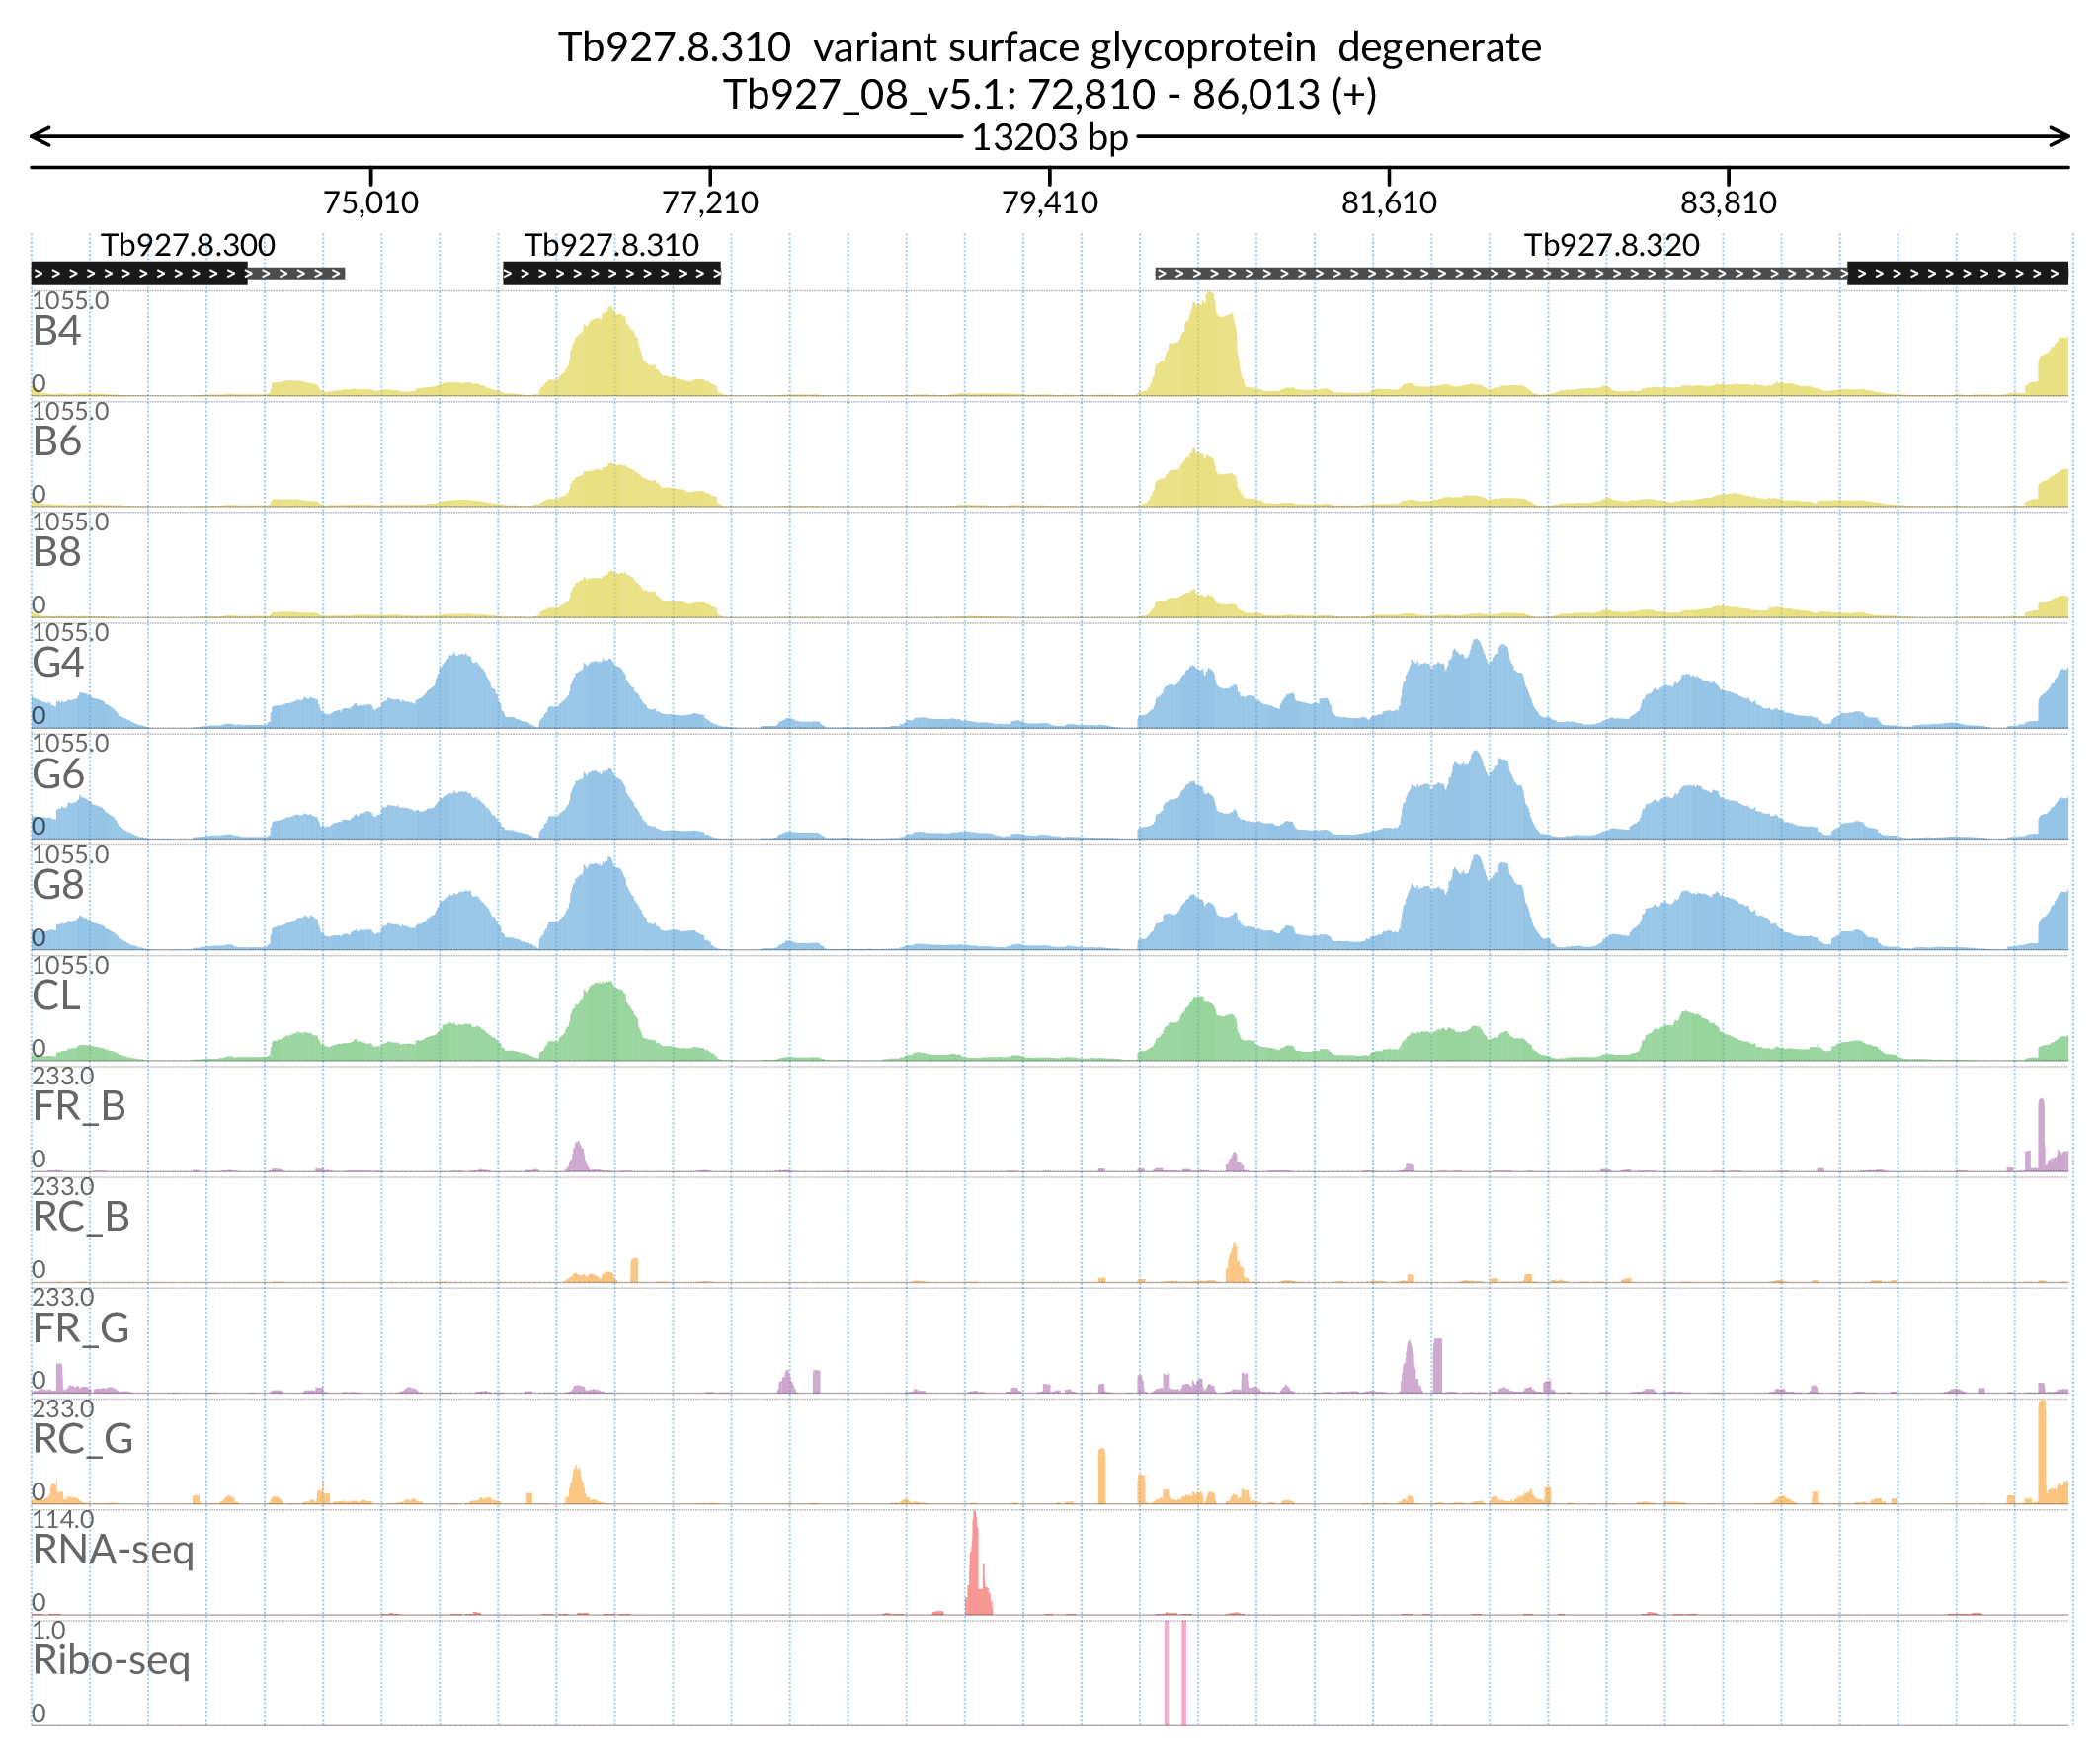 Tb927.8.310  variant surface glycoprotein  degenerate
Tb927_08_v5.1: 72,810 - 86,013 (+)
13203 bp
75,010 77,210 79,410 81,610 83,810
Tb927.8.300 Tb927.8.310 Tb927.8.320
1055.0
B4
0
1055.0
B6
0
1055.0
B8
0
1055.0
G4
0
1055.0
G6
0
1055.0
G8
0
1055.0
CL
0
233.0
FR_B
0
233.0
RC_B
0
233.0
FR_G
0
233.0
RC_G
0
114.0
RNA-seq
0
1.0
Ribo-seq
0